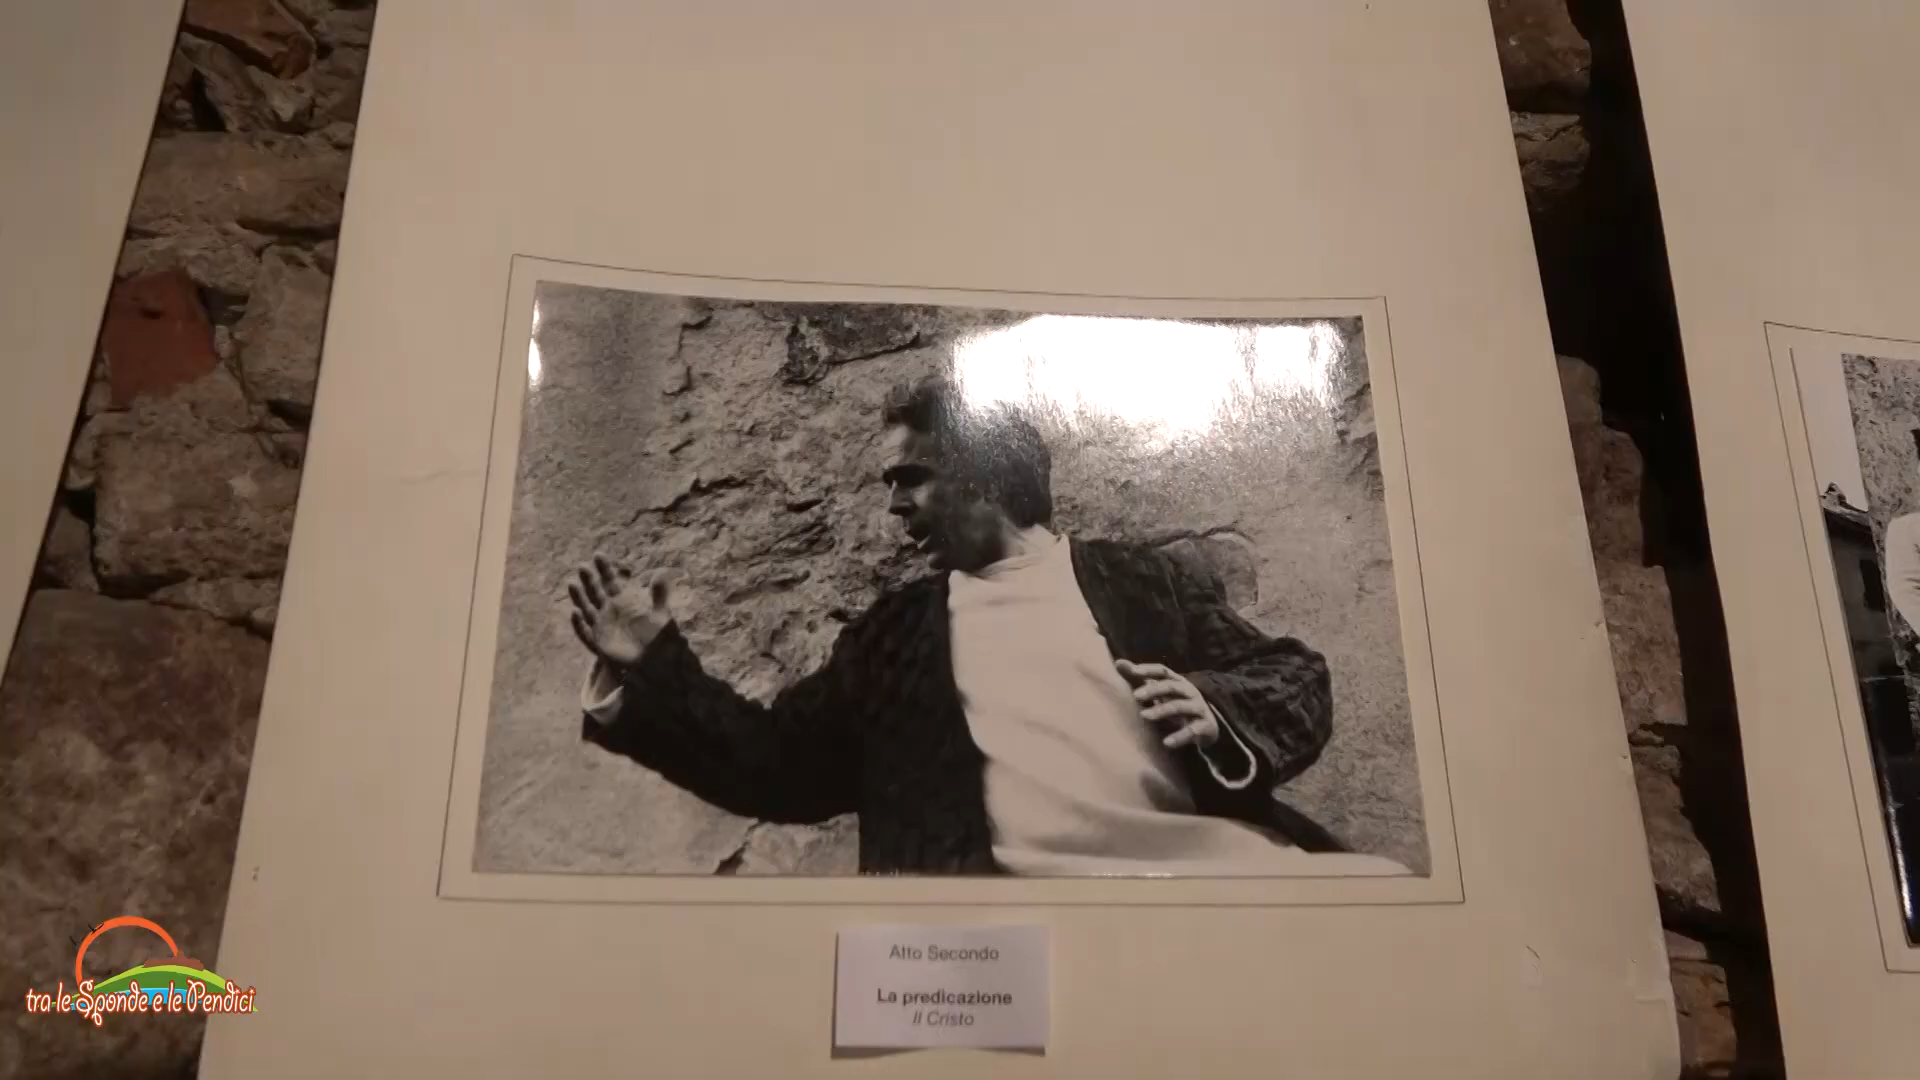 Atto Secondo
La predicazione
Il Cristo
tra le Sponde e le Pendici